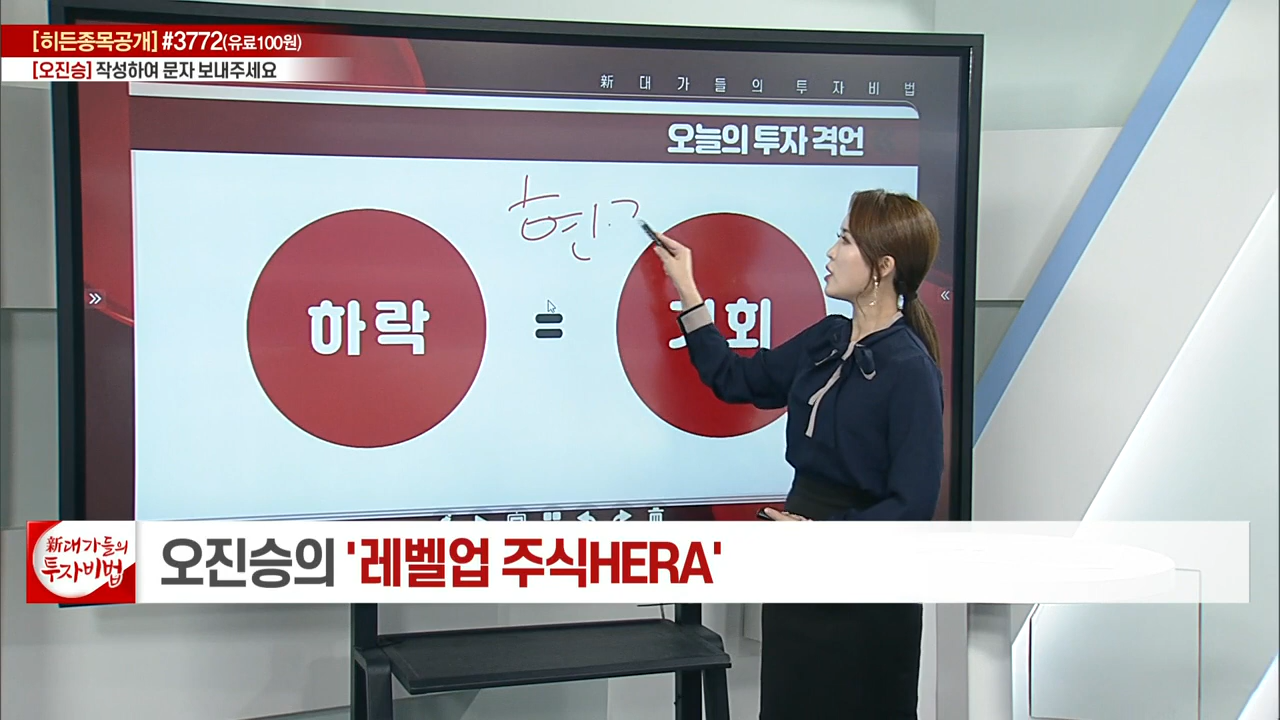 [히든종목공개] #3772(유료100원)
[오진승] 작성하여 문자 보내주세요
新 대 가 들 의 투 자 비 법
오늘의 투자 격언
현ㄱ
하락 = 기회
新대가들의
투자비법
오진승의 '레벨업 주식HERA'